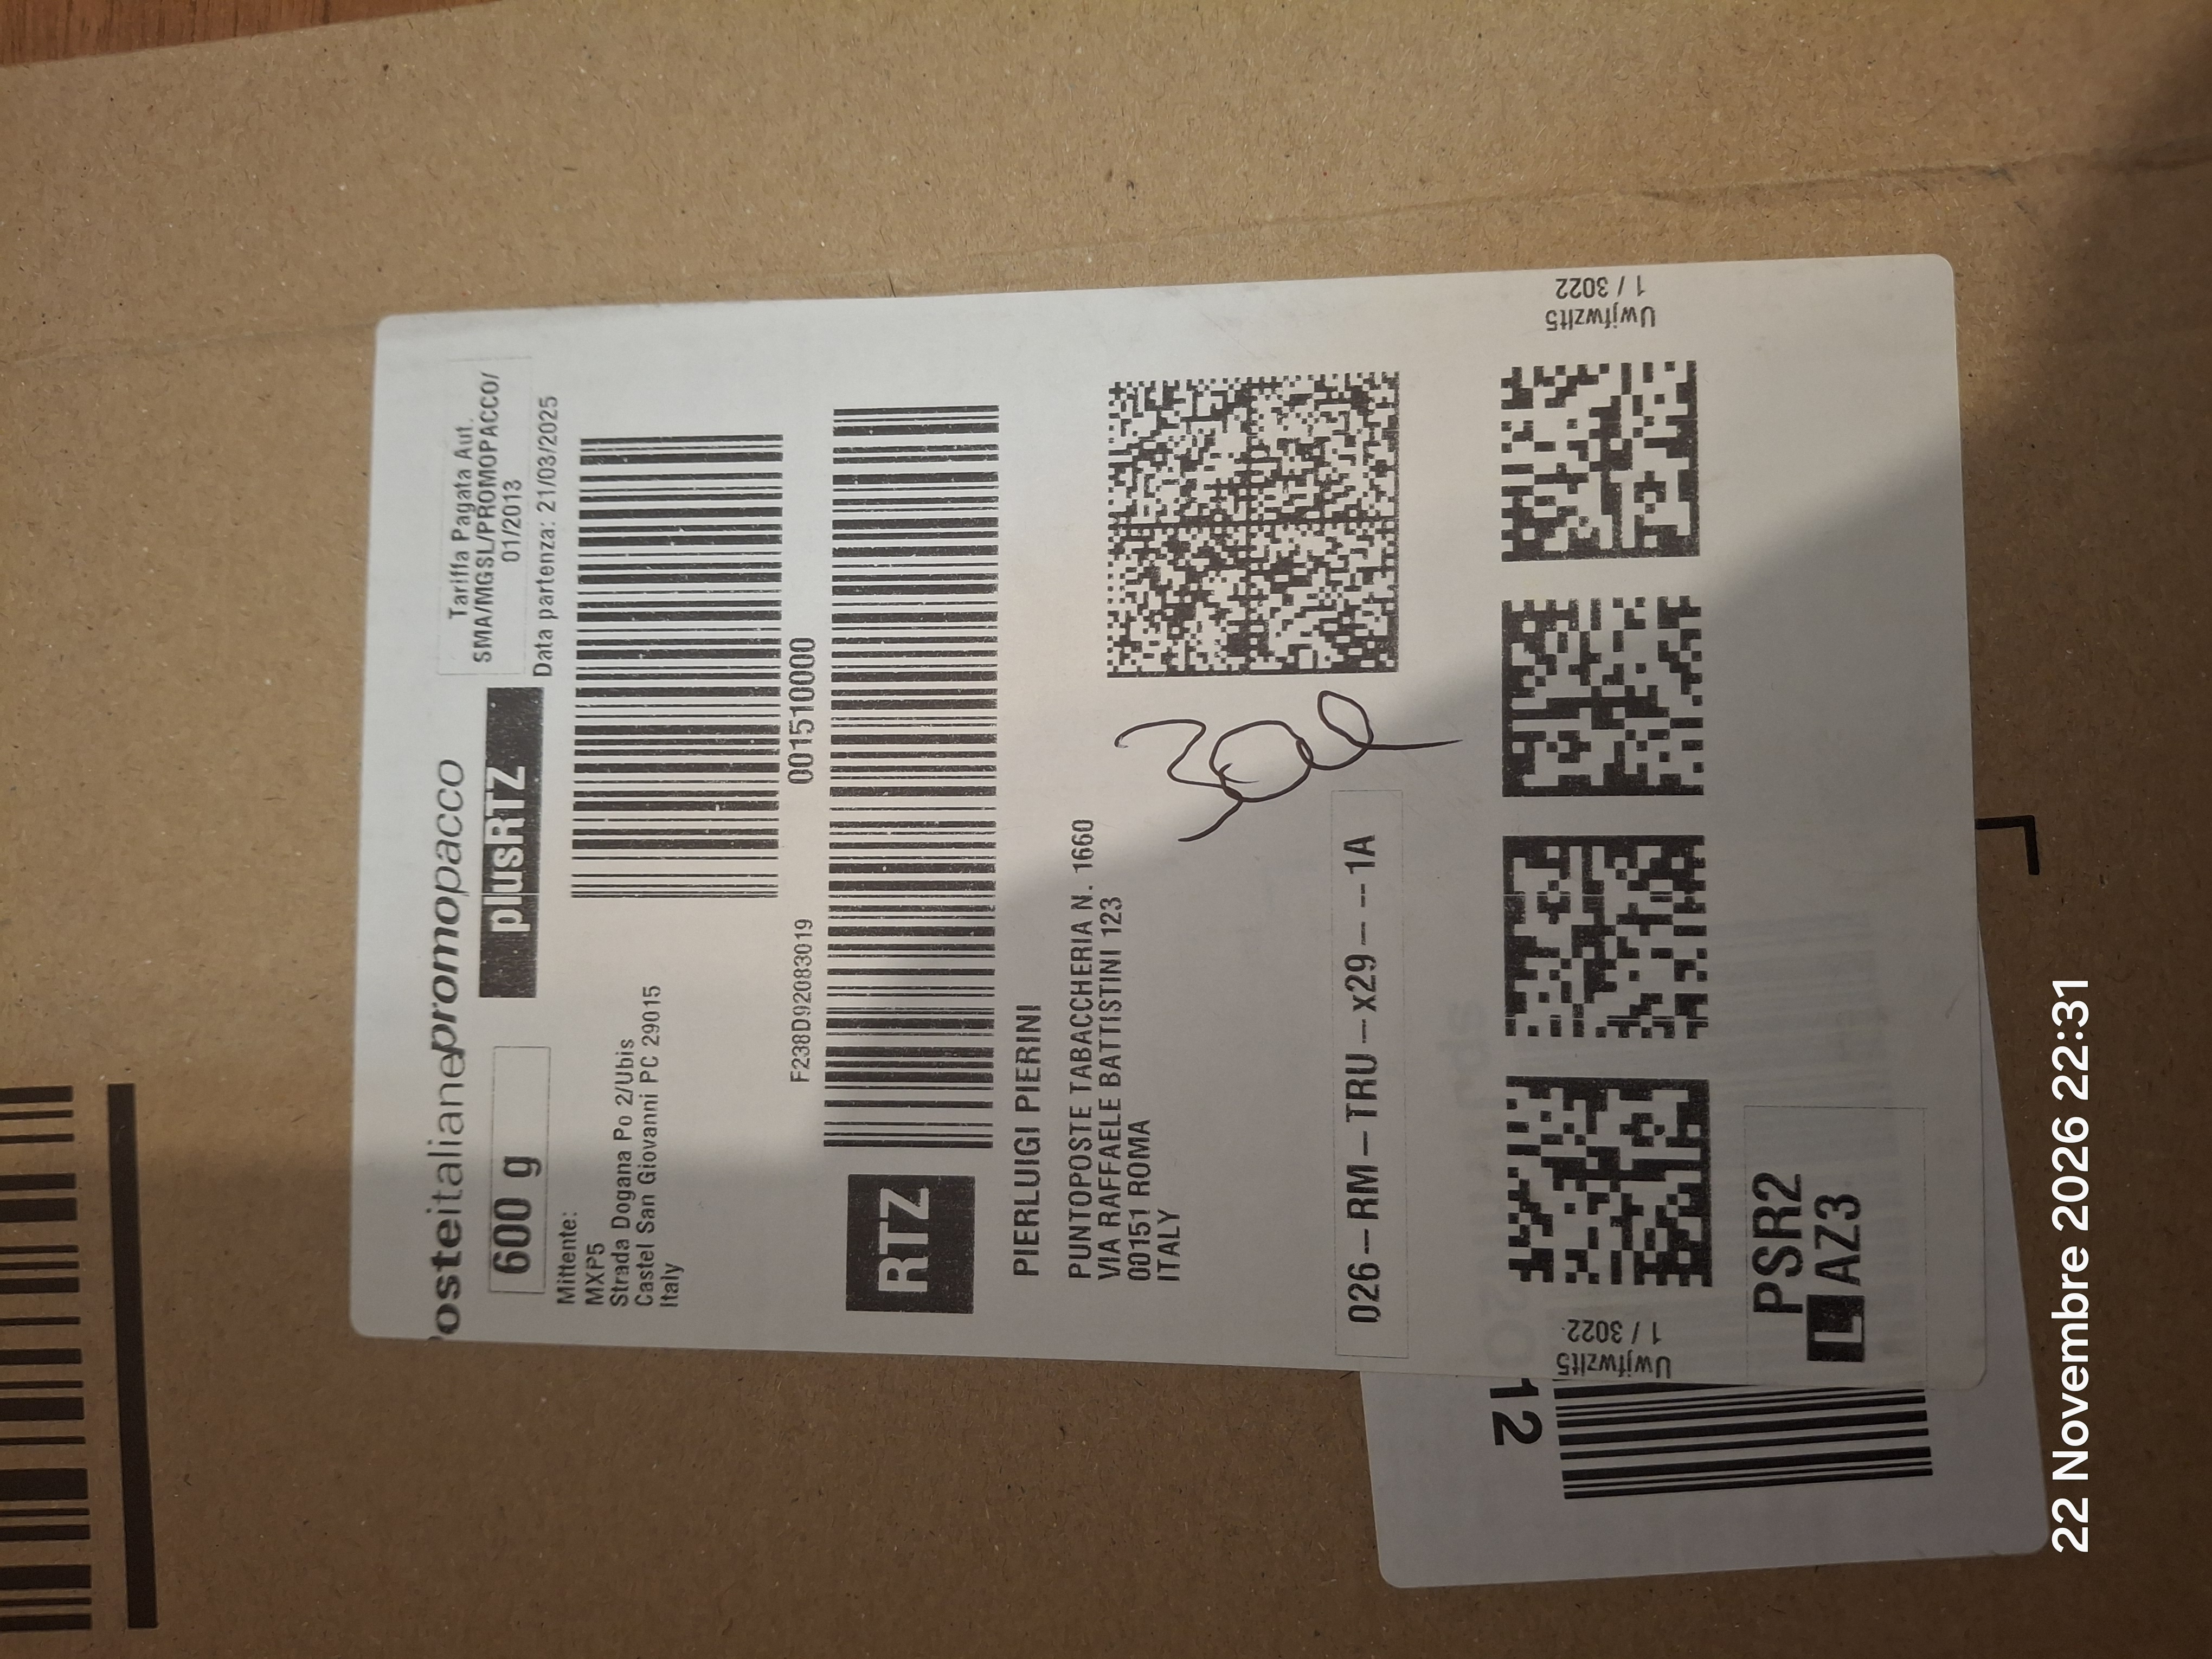 osteitalianepromopacco
600 g
plusRTZ
Tariffa Pagata Aut.
SMA/MGSL/PROMOPACCO/
01/2013
Data partenza: 21/03/2025
Mittente:
MXP5
Strada Dogana Po 2/Ubis
Castel San Giovanni PC 29015
Italy
F238D92083019
001510000
RTZ
PIERLUIGI PIERINI
PUNTOPOSTE TABACCHERIA N. 1660
VIA RAFFAELE BATTISTINI 123
00151 ROMA
ITALY
026-RM-TRU-x29- --1A
12
Uwjfwzlt5
1 / 3022
Uwjfwzlt5
1 / 3022
PSR2
L AZ3
22 Novembre 2026 22:31